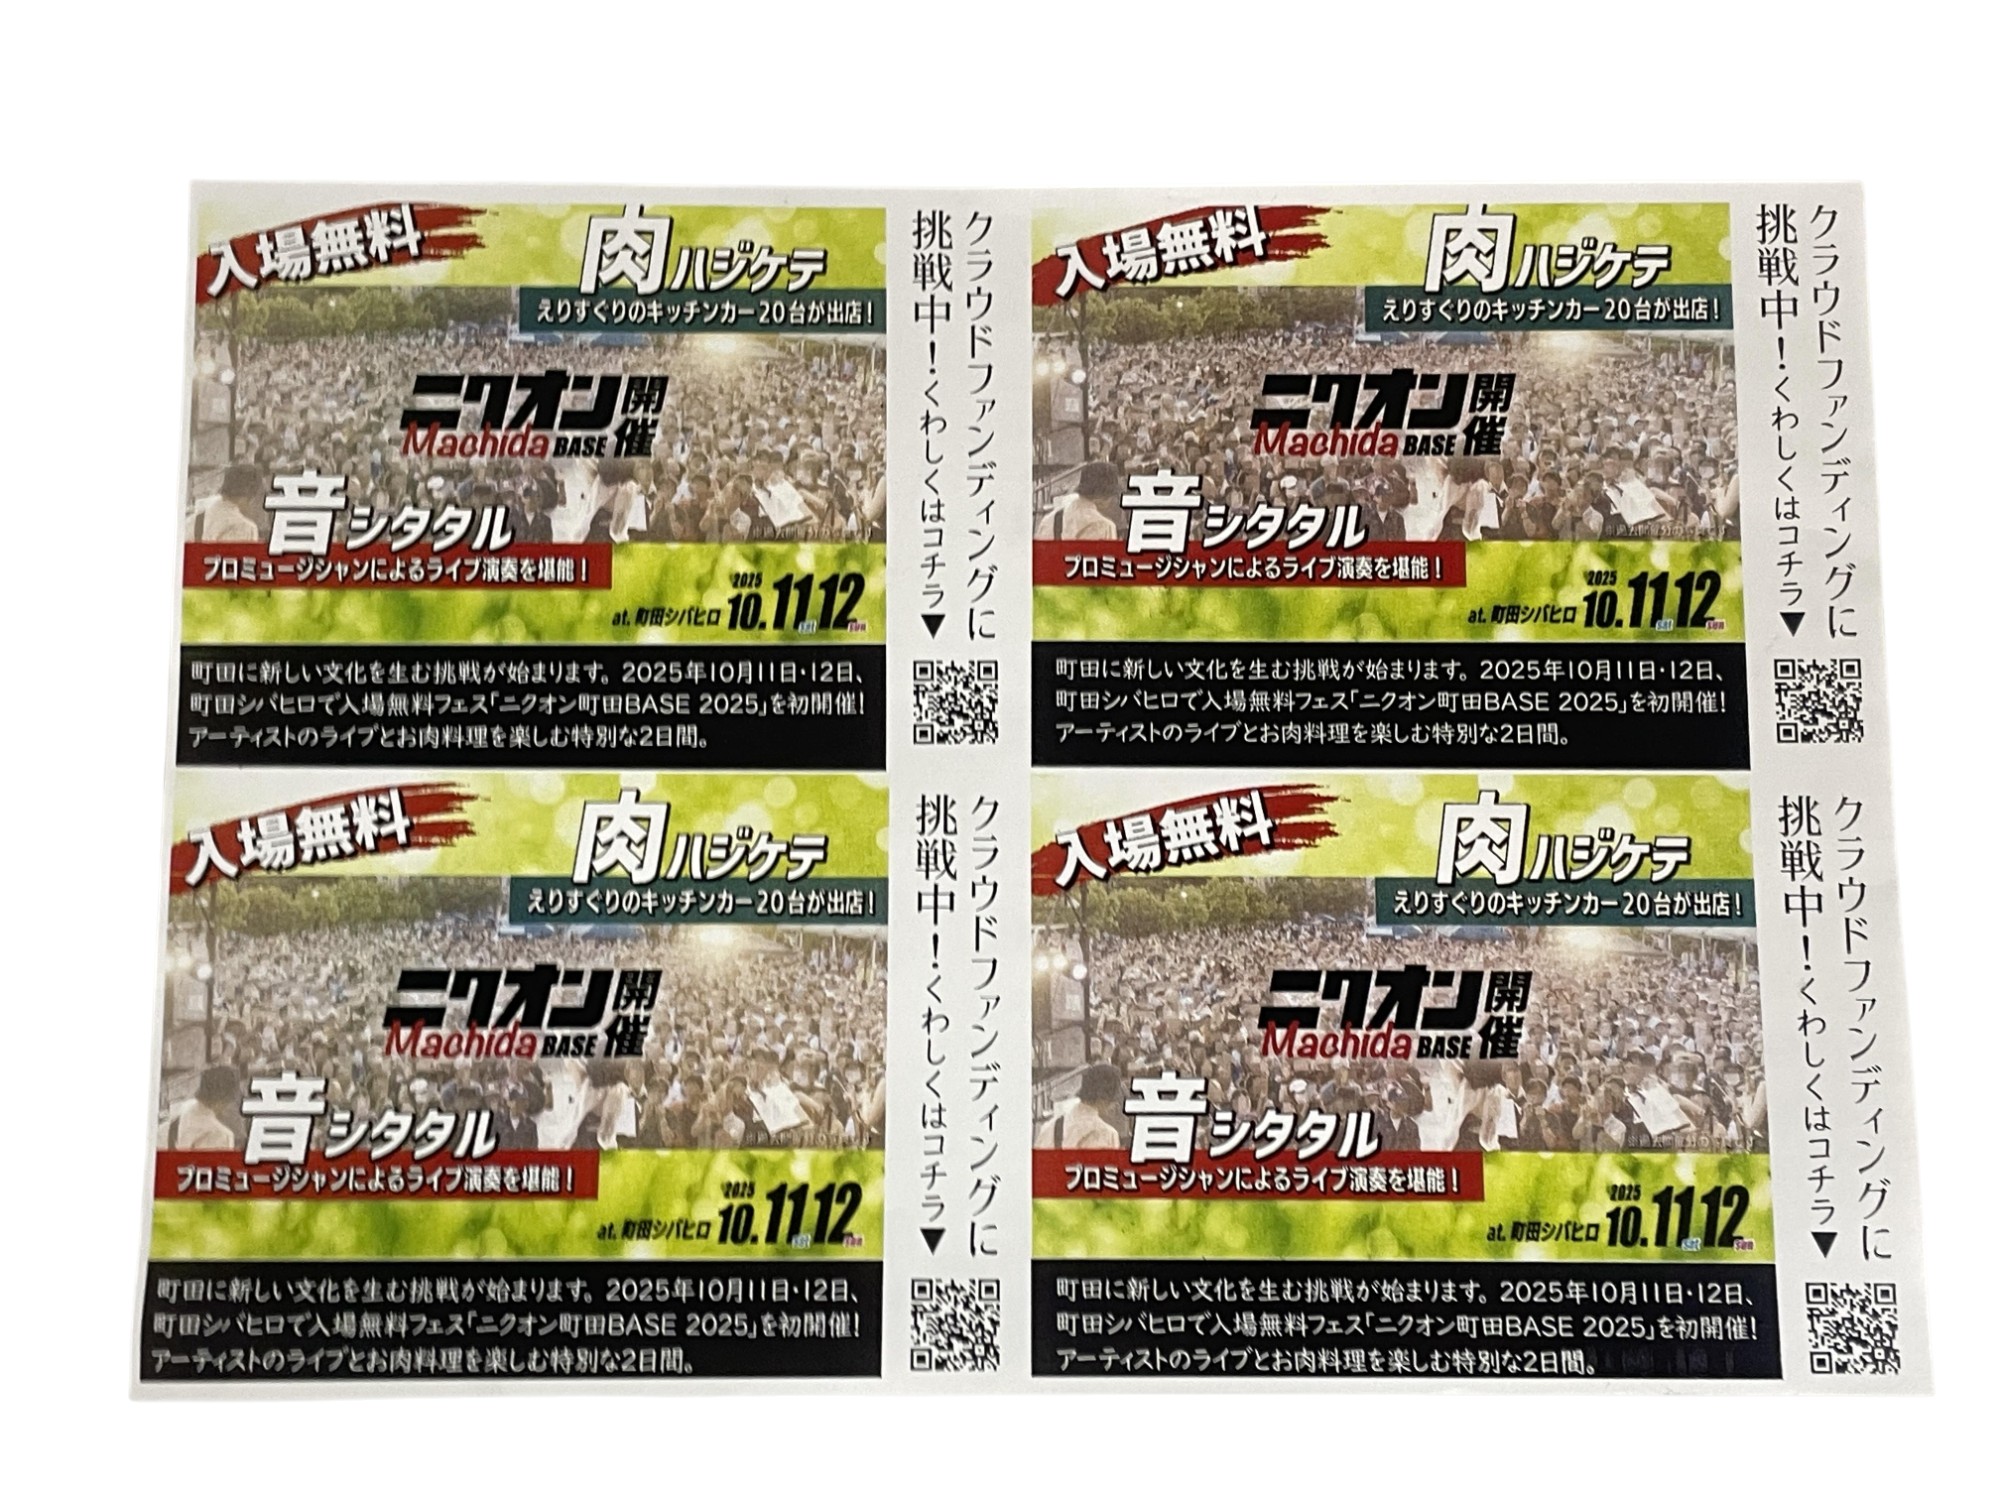 入場無料
肉ハジケテ
えりすぐりのキッチンカー20台が出店！
ニクオン開催
Machida BASE
音シタタル
プロミュージシャンによるライブ演奏を堪能！
2025
at. 町田シバヒロ 10.11 sat 12 sun
町田に新しい文化を生む挑戦が始まります。2025年10月11日・12日、
町田シバヒロで入場無料フェス「ニクオン町田BASE 2025」を初開催！
アーティストのライブとお肉料理を楽しむ特別な2日間。
クラウドファンディングに
挑戦中！くわしくはコチラ▼
入場無料
肉ハジケテ
えりすぐりのキッチンカー20台が出店！
ニクオン開催
Machida BASE
音シタタル
プロミュージシャンによるライブ演奏を堪能！
2025
at. 町田シバヒロ 10.11 sat 12 sun
町田に新しい文化を生む挑戦が始まります。2025年10月11日・12日、
町田シバヒロで入場無料フェス「ニクオン町田BASE 2025」を初開催！
アーティストのライブとお肉料理を楽しむ特別な2日間。
クラウドファンディングに
挑戦中！くわしくはコチラ▼
入場無料
肉ハジケテ
えりすぐりのキッチンカー20台が出店！
ニクオン開催
Machida BASE
音シタタル
プロミュージシャンによるライブ演奏を堪能！
2025
at. 町田シバヒロ 10.11 sat 12 sun
町田に新しい文化を生む挑戦が始まります。2025年10月11日・12日、
町田シバヒロで入場無料フェス「ニクオン町田BASE 2025」を初開催！
アーティストのライブとお肉料理を楽しむ特別な2日間。
クラウドファンディングに
挑戦中！くわしくはコチラ▼
入場無料
肉ハジケテ
えりすぐりのキッチンカー20台が出店！
ニクオン開催
Machida BASE
音シタタル
プロミュージシャンによるライブ演奏を堪能！
2025
at. 町田シバヒロ 10.11 sat 12 sun
町田に新しい文化を生む挑戦が始まります。2025年10月11日・12日、
町田シバヒロで入場無料フェス「ニクオン町田BASE 2025」を初開催！
アーティストのライブとお肉料理を楽しむ特別な2日間。
クラウドファンディングに
挑戦中！くわしくはコチラ▼